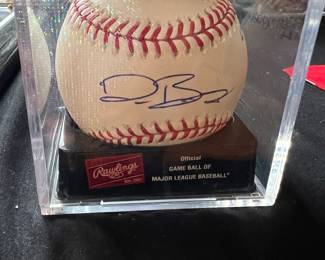 Rawlings
Official
GAME BALL OF
MAJOR LEAGUE BASEBALL®